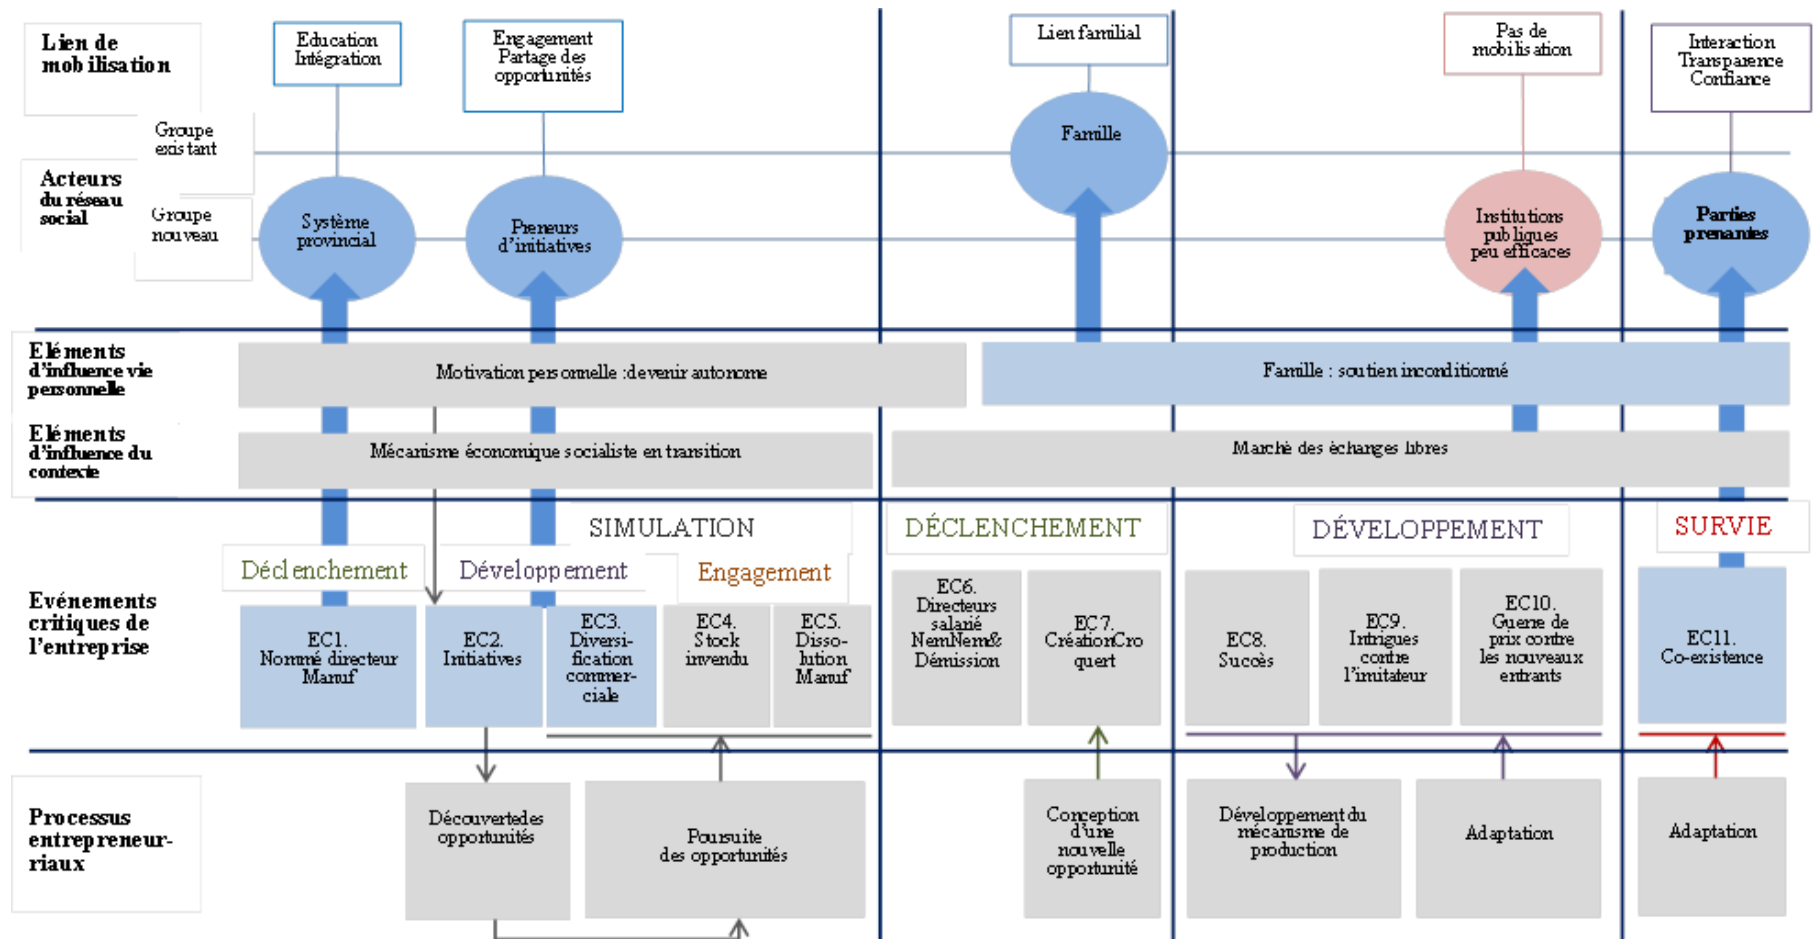 Lien de
mobilisation
Education
Intégration
Engagement
Partage des
opportunités
Lien familial
Pas de
mobilisation
Interaction
Transparence
Confiance
Groupe
existant
Acteurs
du réseau
social
Groupe
nouveau
Système
provincial
Preneurs
d'initiatives
Famille
Institutions
publiques
peu efficaces
Parties
prenantes
Eléments
d'influence vie
personnelle
Motivation personnelle : devenir autonome
Famille : soutien inconditionné
Eléments
d'influence du
contexte
Mécanisme économique socialiste en transition
Marché des échanges libres
SIMULATION
DÉCLENCHEMENT
DÉVELOPPEMENT
SURVIE
Déclenchement
Développement
Engagement
Evénements
critiques de
l'entreprise
EC1.
Nommé directeur
Manuf
EC2.
Initiatives
EC3.
Diversi-
fication
commer-
ciale
EC4.
Stock
invendu
EC5.
Disso-
lution
Manuf
EC6.
Directeurs
salarié
NemNem&
Démission
EC7.
CréationCro
quert
EC8.
Succès
EC9.
Intrigues
contre
l'imitateur
EC10.
Guerre de
prix contre
les nouveaux
entrants
EC11.
Co-existence
Processus
entrepreneur-
riaux
Découvertedes
opportunités
Poursuite
des opportunités
Conception
d'une
nouvelle
opportunité
Développement du
mécanisme de
production
Adaptation
Adaptation